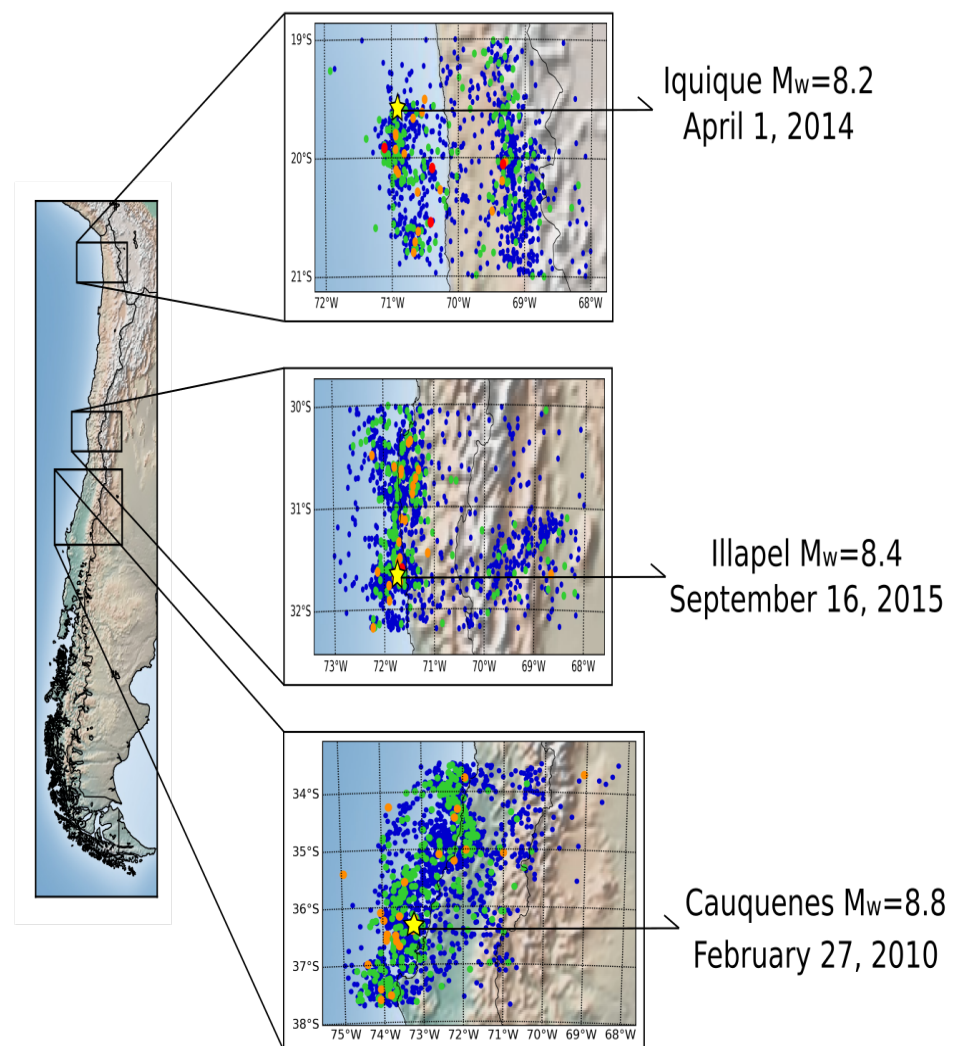 19°S
20°S
21°S
72°W 71°W 70°W 69°W 68°W
Iquique Mw=8.2
April 1, 2014
30°S
31°S
32°S
73°W 72°W 71°W 70°W 69°W 68°W
Illapel Mw=8.4
September 16, 2015
34°S
35°S
36°S
37°S
38°S
75°W 74°W 73°W 72°W 71°W 70°W 69°W 68°W
Cauquenes Mw=8.8
February 27, 2010